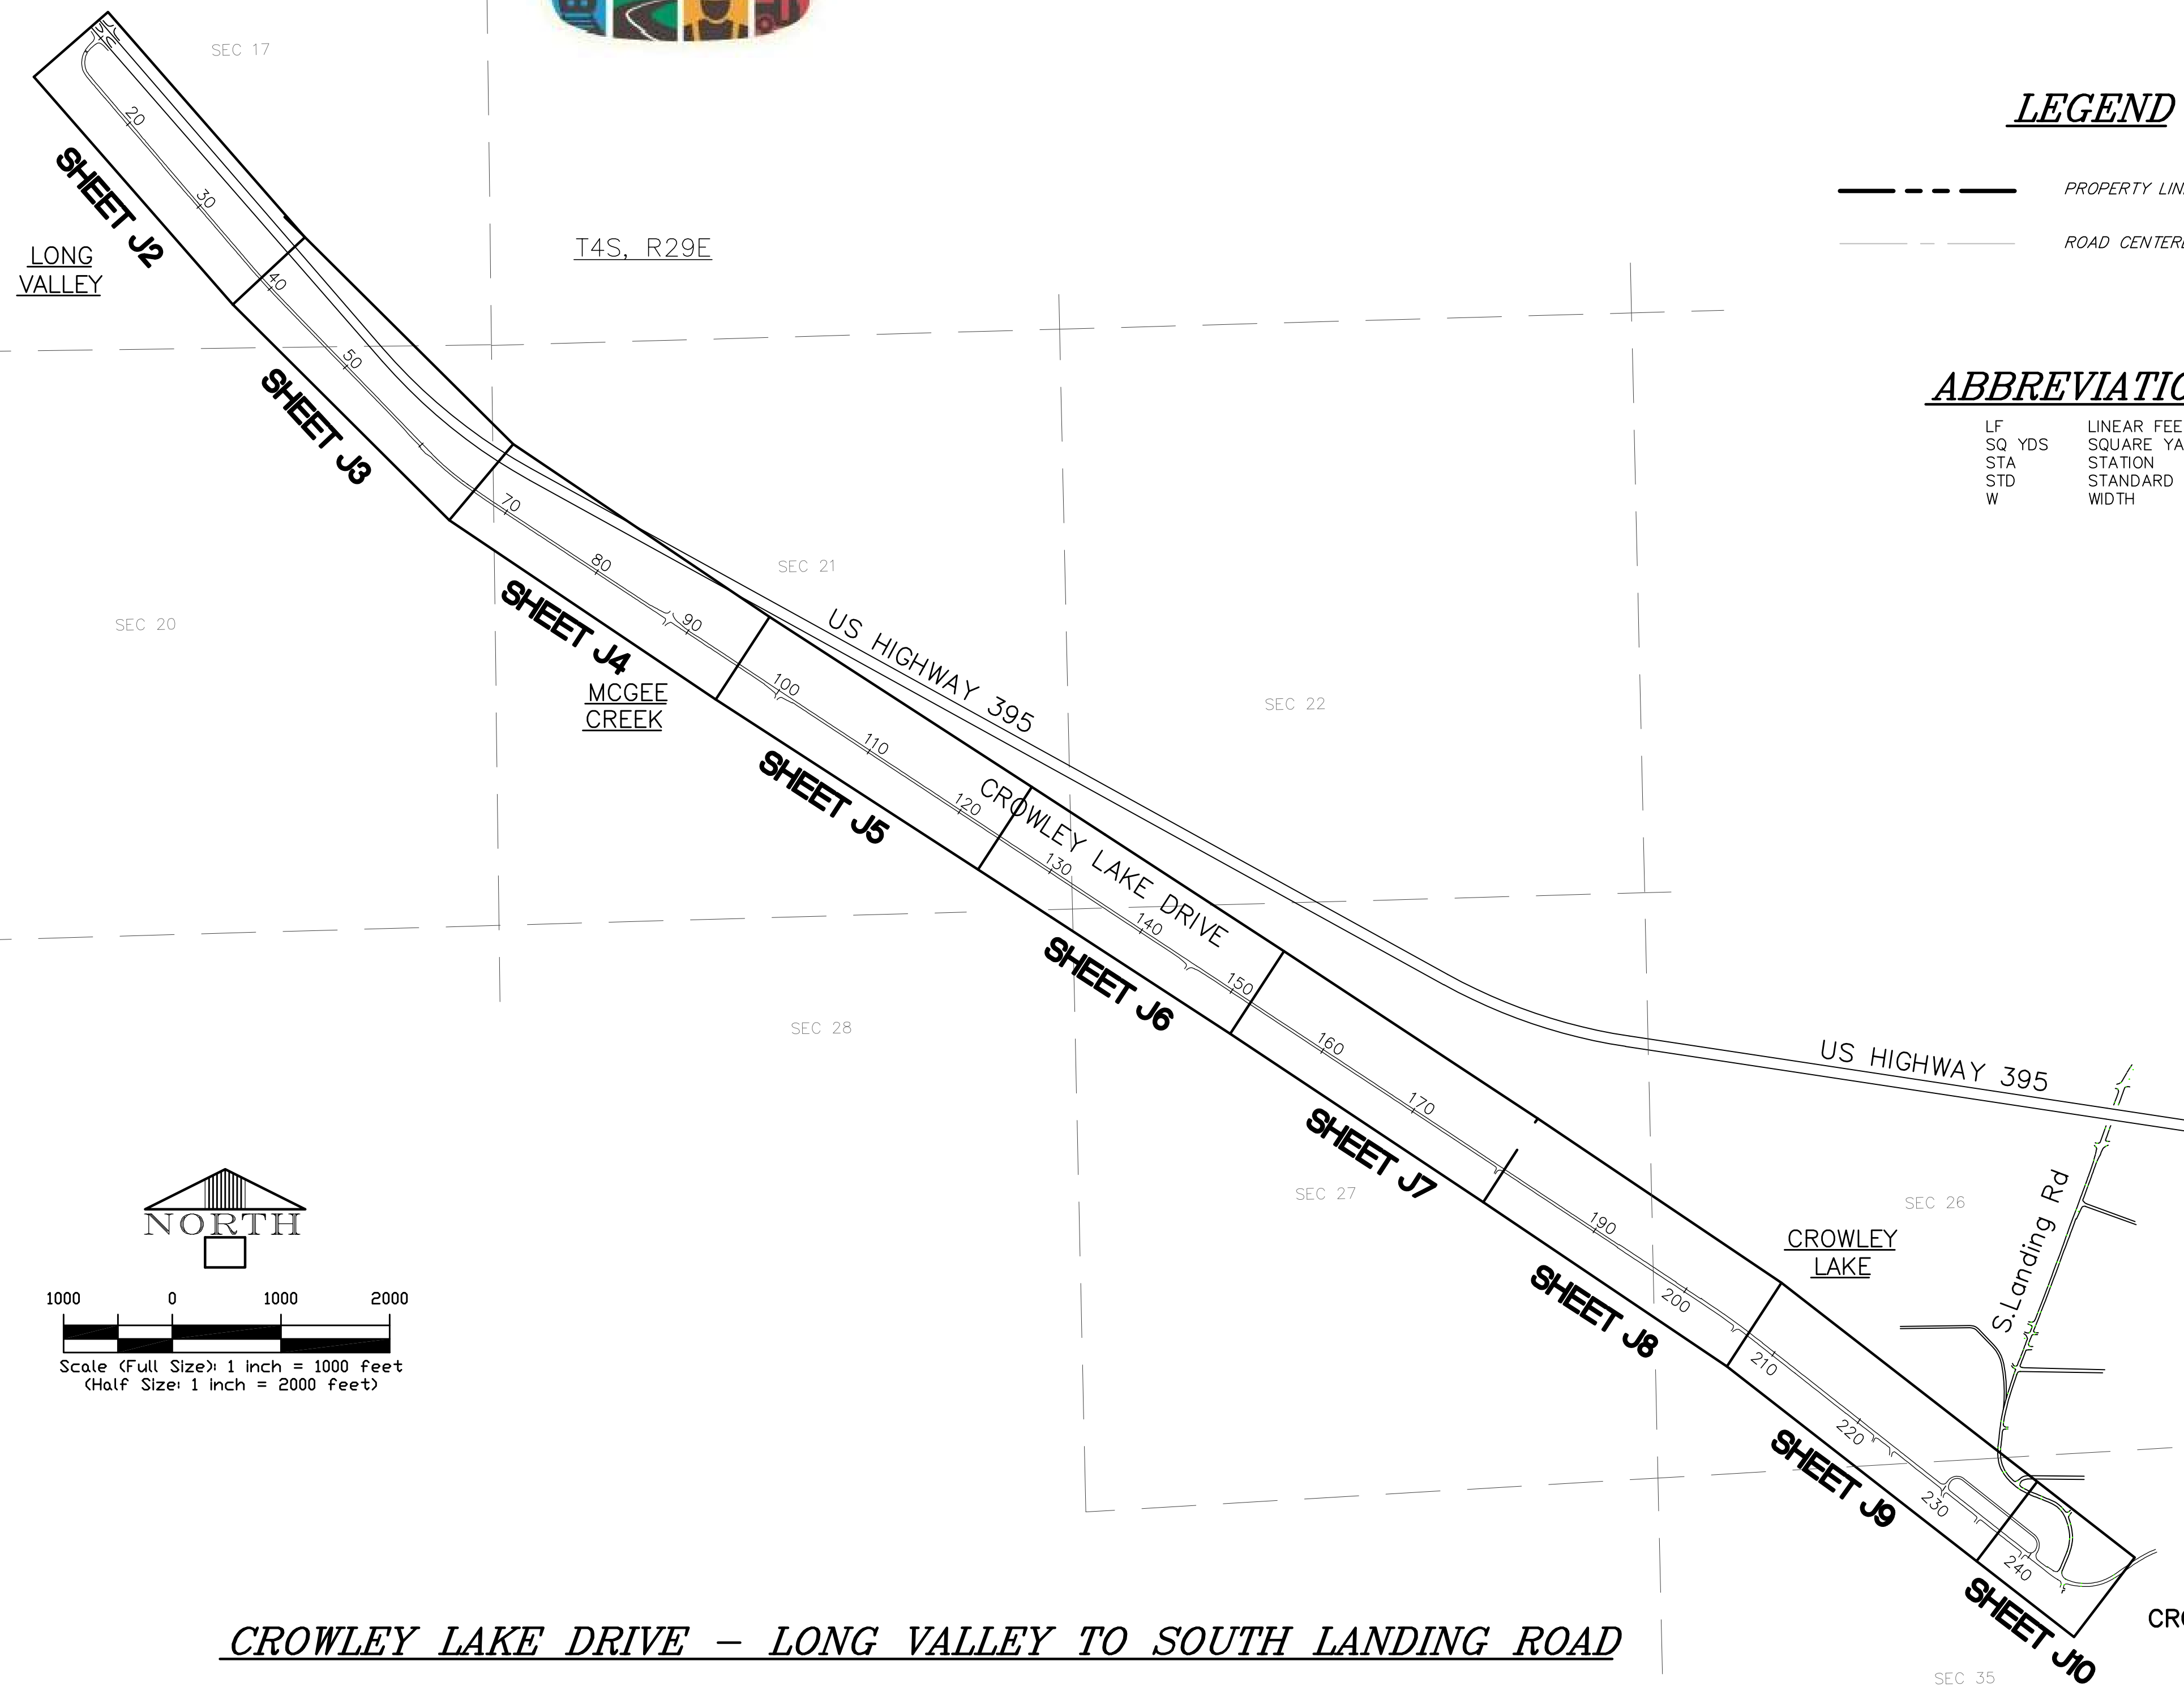 SEC 17
LEGEND
PROPERTY LIN
ROAD CENTER
20
30
SHEET J2
LONG
VALLEY
T4S, R29E
40
50
SHEET J3
ABBREVIATIO
LF LINEAR FEE
SQ YDS SQUARE YA
STA STATION
STD STANDARD
W WIDTH
70
80
SEC 21
SEC 20
90
SHEET J4
MCGEE
CREEK
US HIGHWAY 395
100
SEC 22
110
SHEET J5
120
CROWLEY LAKE DRIVE
130
140
SHEET J6
150
SEC 28
160
US HIGHWAY 395
170
SHEET J7
SEC 27
190
SEC 26
S.Landing Rd
CROWLEY
LAKE
200
SHEET J8
210
220
SHEET J9
230
240
SHEET J10
NORTH
1000 0 1000 2000
Scale (Full Size): 1 inch = 1000 feet
(Half Size: 1 inch = 2000 feet)
CRO
CROWLEY LAKE DRIVE – LONG VALLEY TO SOUTH LANDING ROAD
SEC 35